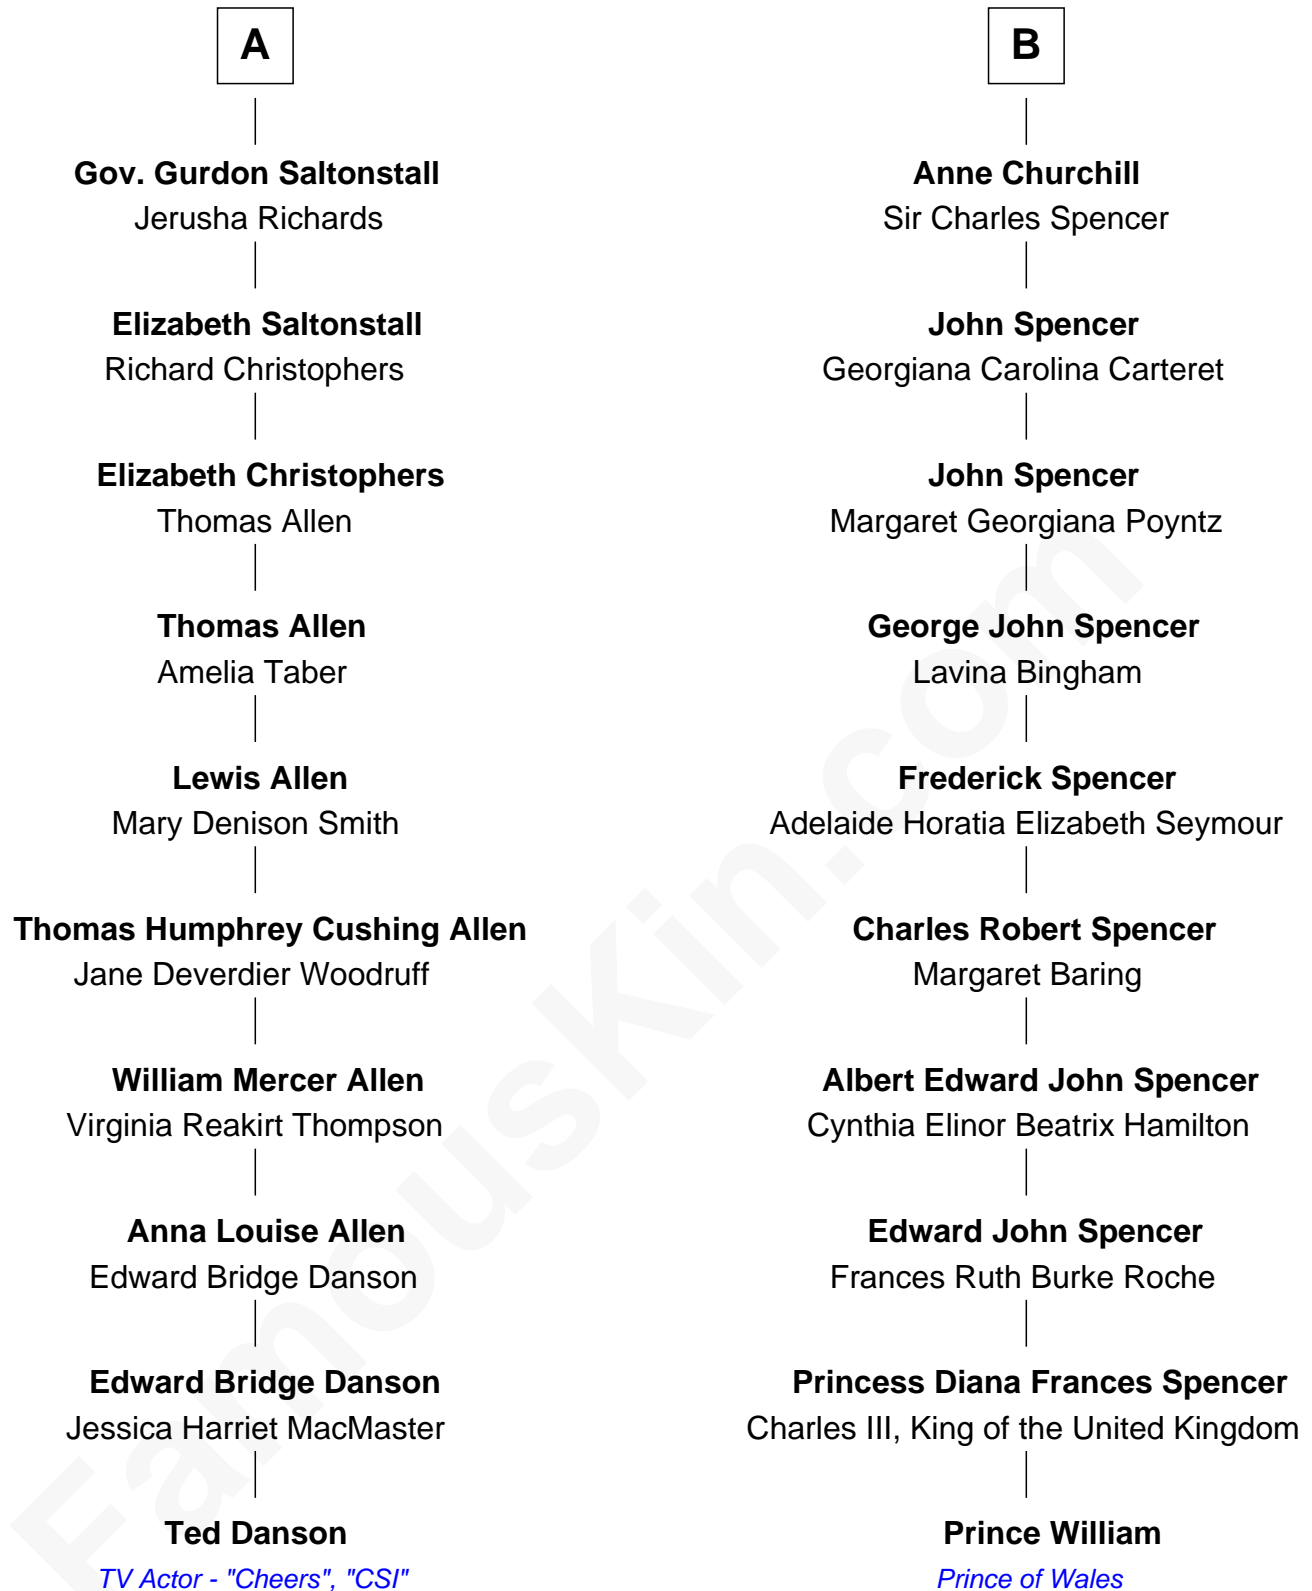 A
Gov. Gurdon Saltonstall
Jerusha Richards
Elizabeth Saltonstall
Richard Christophers
Elizabeth Christophers
Thomas Allen
Thomas Allen
Amelia Taber
Lewis Allen
Mary Denison Smith
Thomas Humphrey Cushing Allen
Jane Deverdier Woodruff
William Mercer Allen
Virginia Reakirt Thompson
Anna Louise Allen
Edward Bridge Danson
Edward Bridge Danson
Jessica Harriet MacMaster
Ted Danson
TV Actor - "Cheers", "CSI"
B
Anne Churchill
Sir Charles Spencer
John Spencer
Georgiana Carolina Carteret
John Spencer
Margaret Georgiana Poyntz
George John Spencer
Lavina Bingham
Frederick Spencer
Adelaide Horatia Elizabeth Seymour
Charles Robert Spencer
Margaret Baring
Albert Edward John Spencer
Cynthia Elinor Beatrix Hamilton
Edward John Spencer
Frances Ruth Burke Roche
Princess Diana Frances Spencer
Charles III, King of the United Kingdom
Prince William
Prince of Wales
FamousKin.com